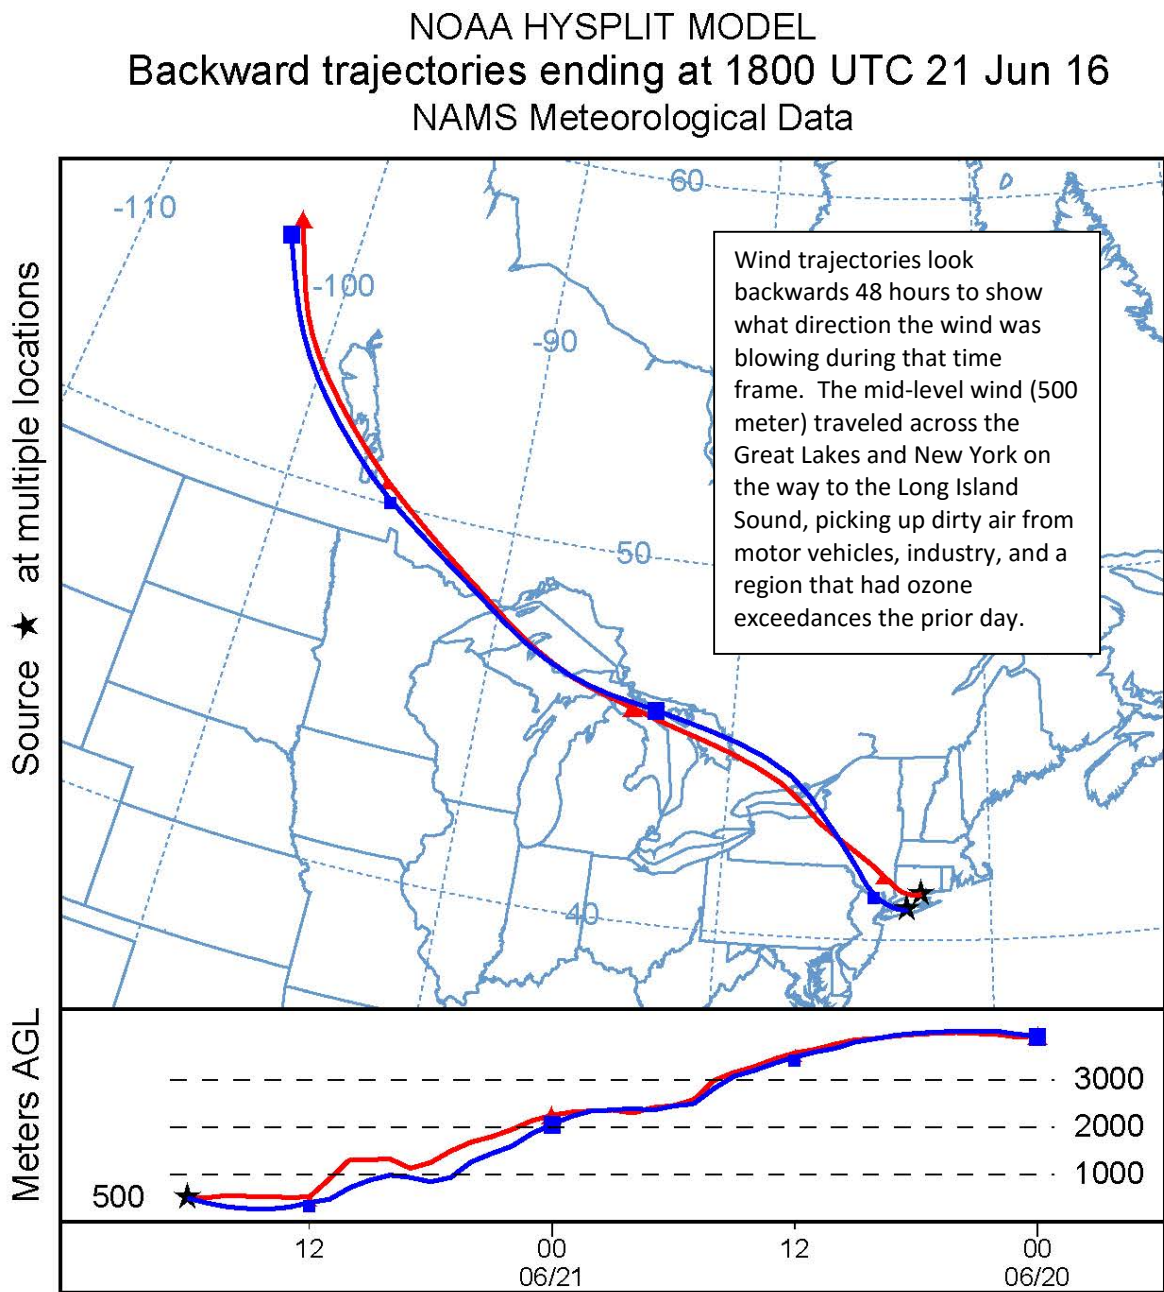 NOAA HYSPLIT MODEL
Backward trajectories ending at 1800 UTC 21 Jun 16
NAMS Meteorological Data
Source ★ at multiple locations
-110
60
-100
-90
50
40
Wind trajectories look
backwards 48 hours to show
what direction the wind was
blowing during that time
frame. The mid-level wind (500
meter) traveled across the
Great Lakes and New York on
the way to the Long Island
Sound, picking up dirty air from
motor vehicles, industry, and a
region that had ozone
exceedances the prior day.
Meters AGL
3000
2000
1000
500
12 00 12 00
06/21 06/20